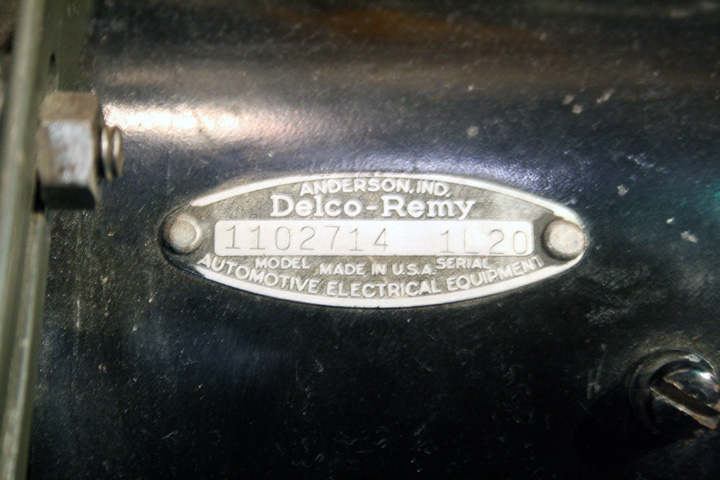 ANDERSON, IND.
Delco-Remy
1102714 1L20
MODEL MADE IN U.S.A. SERIAL
AUTOMOTIVE ELECTRICAL EQUIPMENT